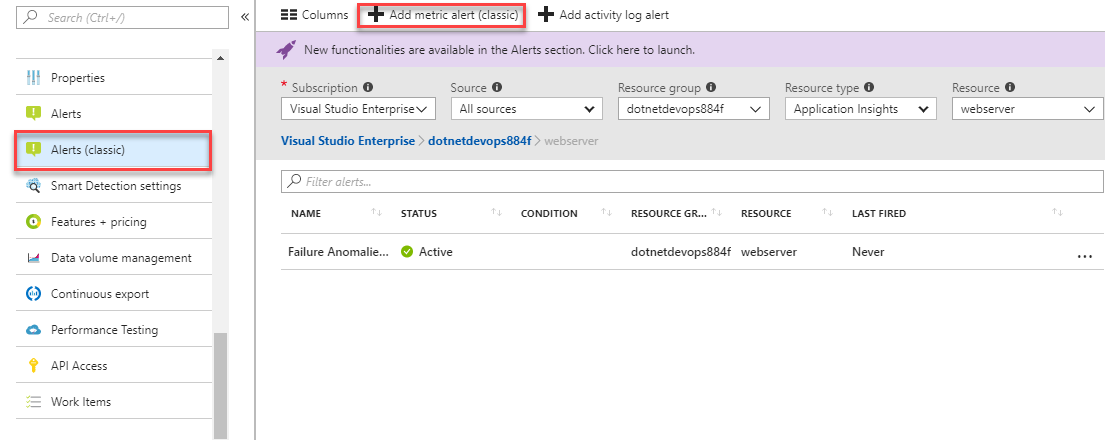 Search (Ctrl+/)
«
Properties
Alerts
Alerts (classic)
Smart Detection settings
Features + pricing
Data volume management
Continuous export
Performance Testing
API Access
Work Items
Columns
Add metric alert (classic)
Add activity log alert
New functionalities are available in the Alerts section. Click here to launch.
* Subscription Source Resource group Resource type Resource
Visual Studio Enterprise All sources dotnetdevops884f Application Insights webserver
Visual Studio Enterprise > dotnetdevops884f > webserver
Filter alerts...
NAME STATUS CONDITION RESOURCE GR... RESOURCE LAST FIRED
Failure Anomalie... Active dotnetdevops884f webserver Never ...